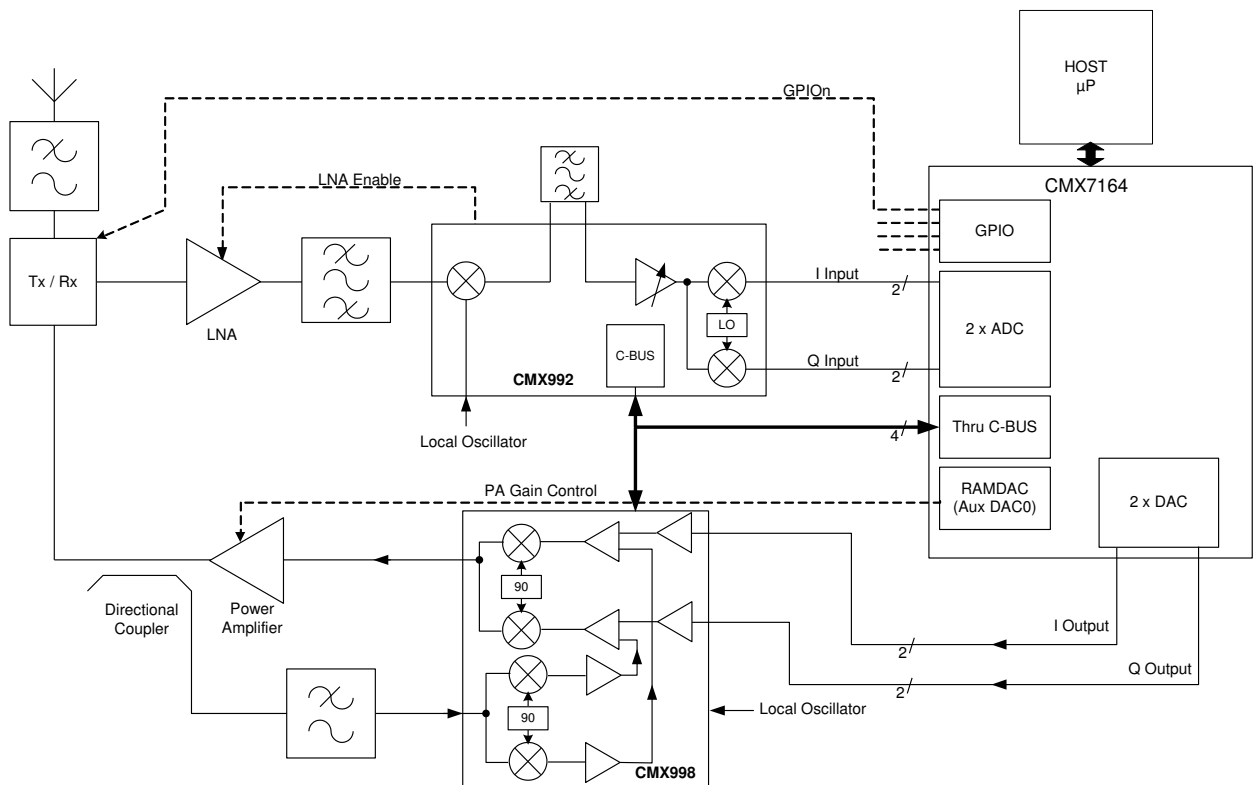 HOST
µP
GPIOn
CMX7164
LNA Enable
GPIO
Tx / Rx
I Input
2
LNA
LO
2 x ADC
C-BUS
Q Input
2
CMX992
Local Oscillator
4
Thru C-BUS
PA Gain Control
RAMDAC
(Aux DAC0)
2 x DAC
90
Directional
Coupler
Power
Amplifier
I Output
2
Q Output
2
90
Local Oscillator
CMX998